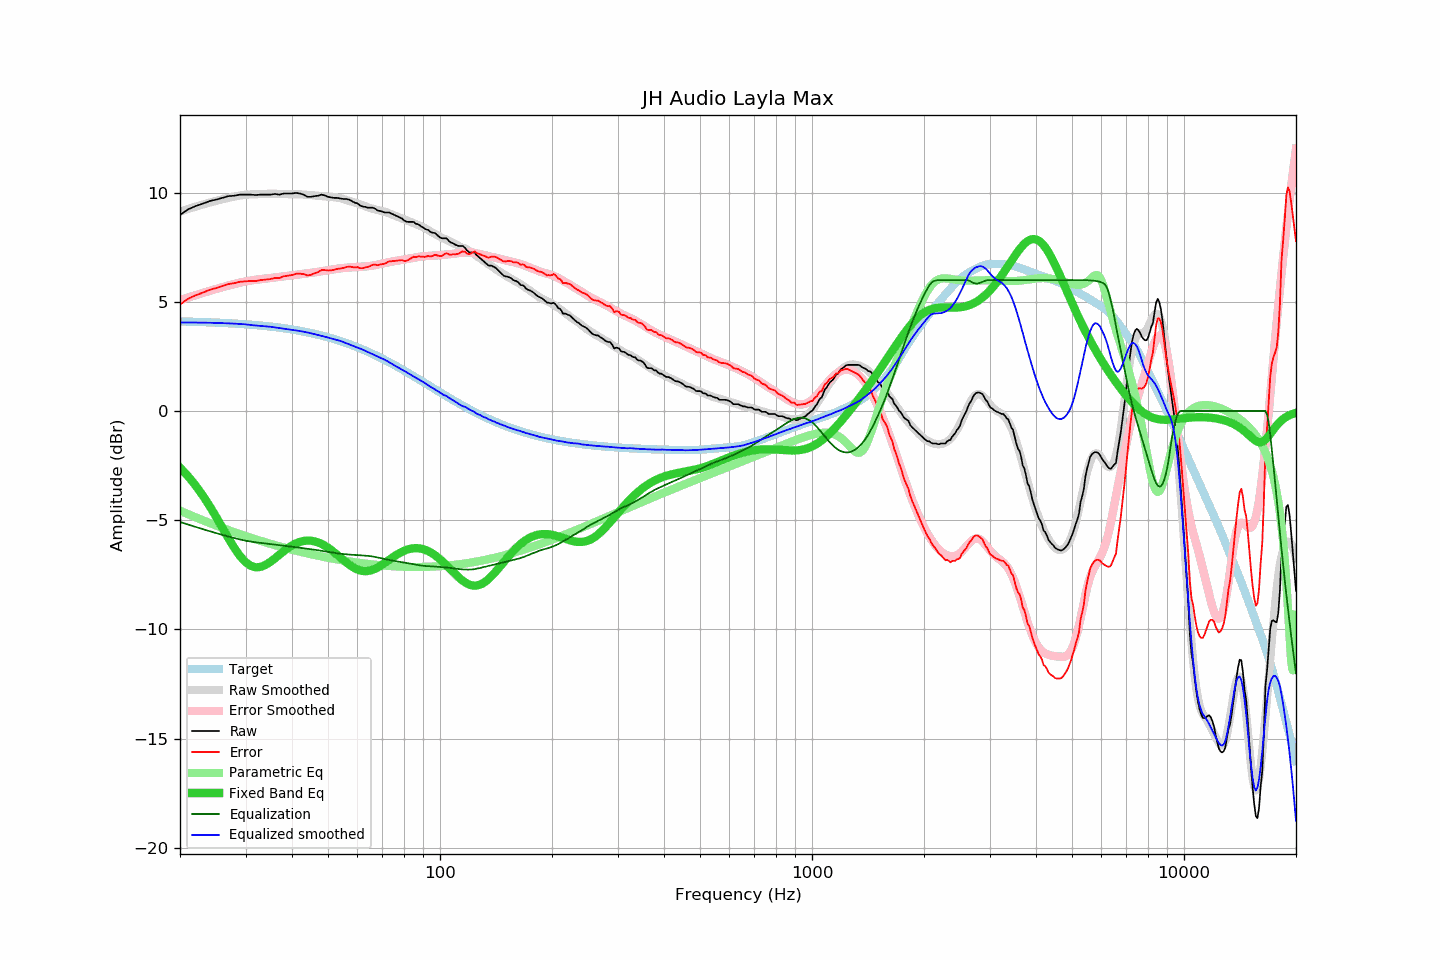 JH Audio Layla Max
Amplitude (dBr)
10
5
0
−5
−10
−15
−20
Target
Raw Smoothed
Error Smoothed
Raw
Error
Parametric Eq
Fixed Band Eq
Equalization
Equalized smoothed
100
1000
10000
Frequency (Hz)